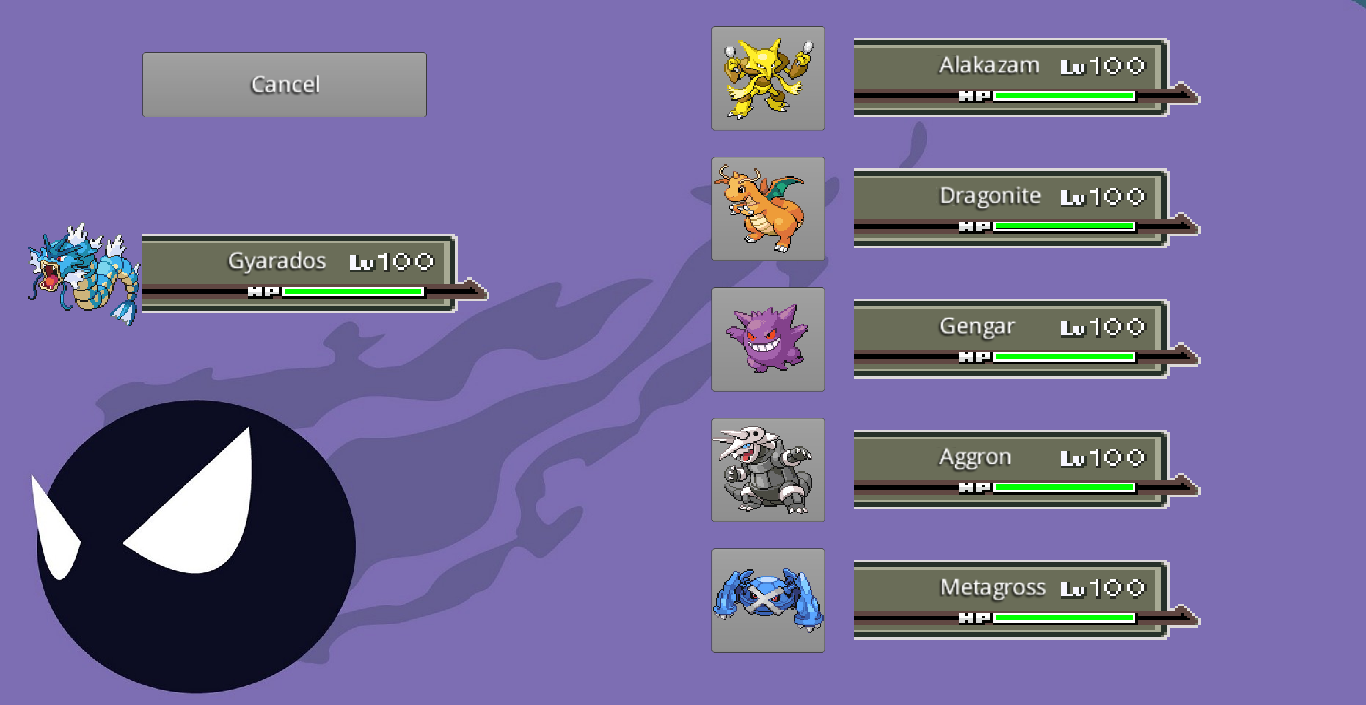 Cancel
Gyarados Lv100
HP
Alakazam Lv100
HP
Dragonite Lv100
HP
Gengar Lv100
HP
Aggron Lv100
HP
Metagross Lv100
HP